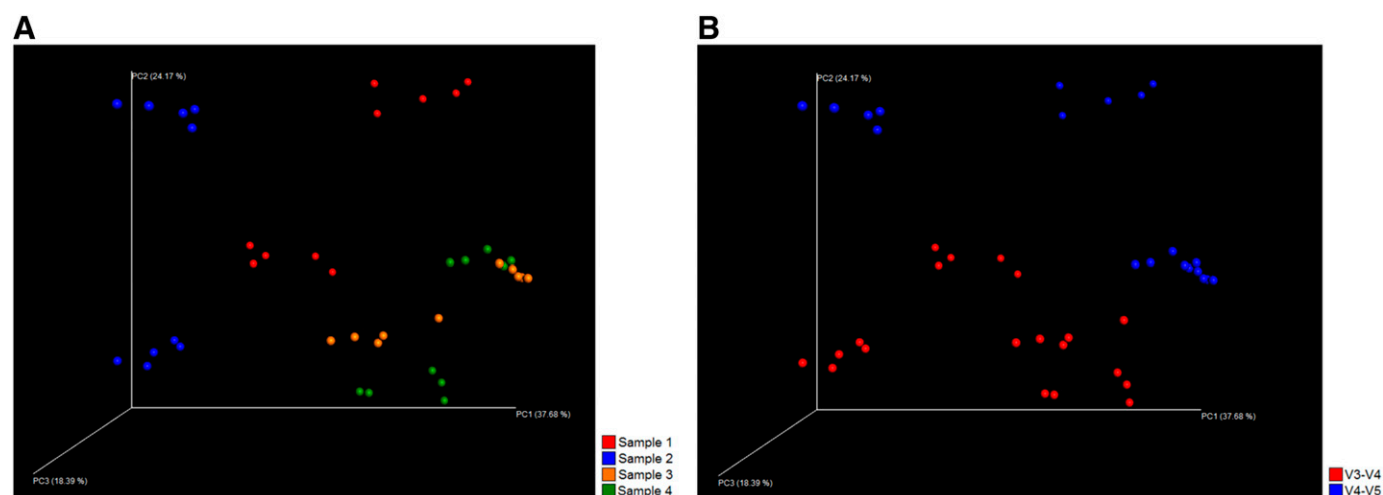 A
PC2 (24.17 %)
PC1 (37.68 %)
PC3 (18.39 %)
Sample 1
Sample 2
Sample 3
Sample 4
B
PC2 (24.17 %)
PC1 (37.68 %)
PC3 (18.39 %)
V3-V4
V4-V5